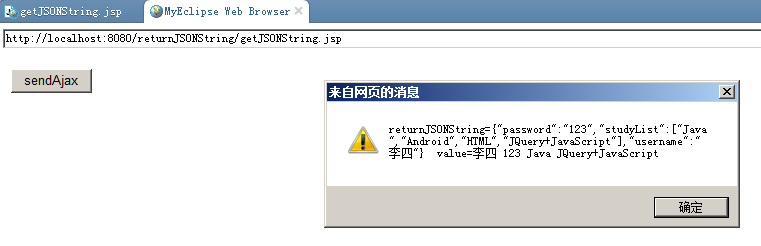 getJSONString.jsp MyEclipse Web Browser
http://localhost:8080/returnJSONString/getJSONString.jsp
sendAjax
来自网页的消息
returnJSONString={"password":"123","studyList":["Java
","Android","HTML","JQuery+JavaScript"],"username":"
李四"} value=李四 123 Java JQuery+JavaScript
确定